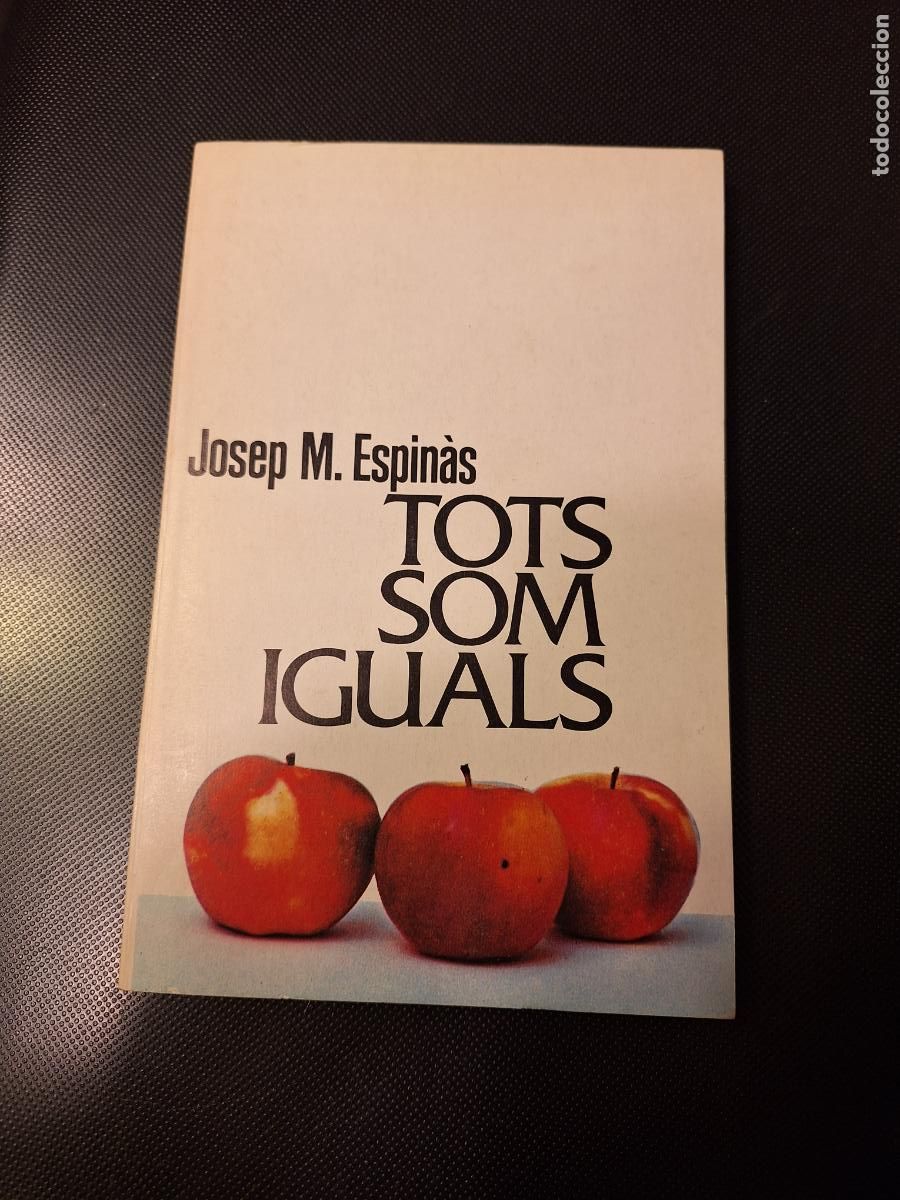 todocoleccion
Josep M. Espinàs
TOTS
SOM
IGUALS